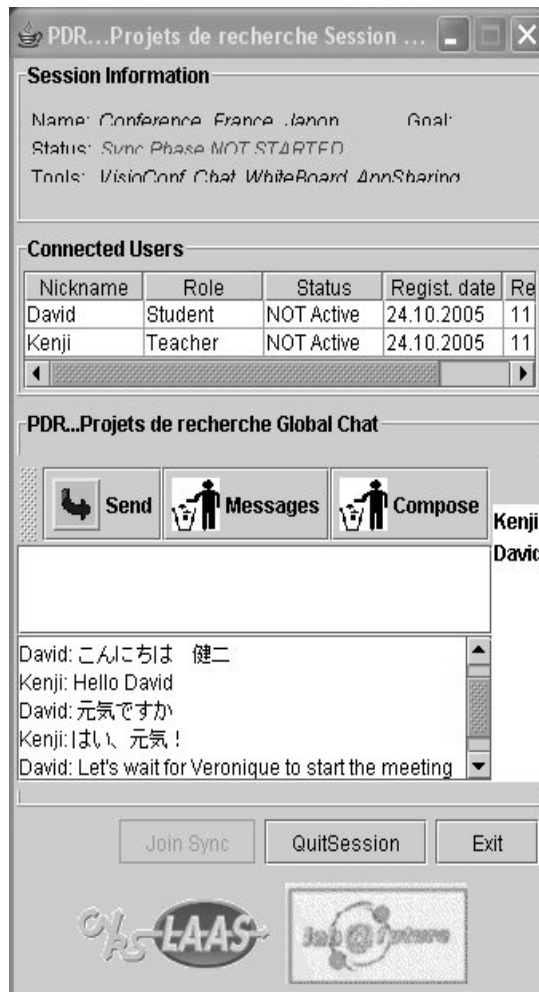 PDR...Projets de recherche Session ...
Session Information
Name: Conference France Japon Goal:
Status: Sync Phase NOT STARTED
Tools: VisioConf Chat WhiteBoard AppSharing
Connected Users
Nickname Role Status Regist. date Re
David Student NOT Active 24.10.2005 11
Kenji Teacher NOT Active 24.10.2005 11
PDR...Projets de recherche Global Chat
Send Messages Compose
Kenji
David
David: こんにちは　健二
Kenji: Hello David
David: 元気ですか
Kenji: はい、元気！
David: Let's wait for Veronique to start the meeting
Join Sync QuitSession Exit
CNRS LAAS